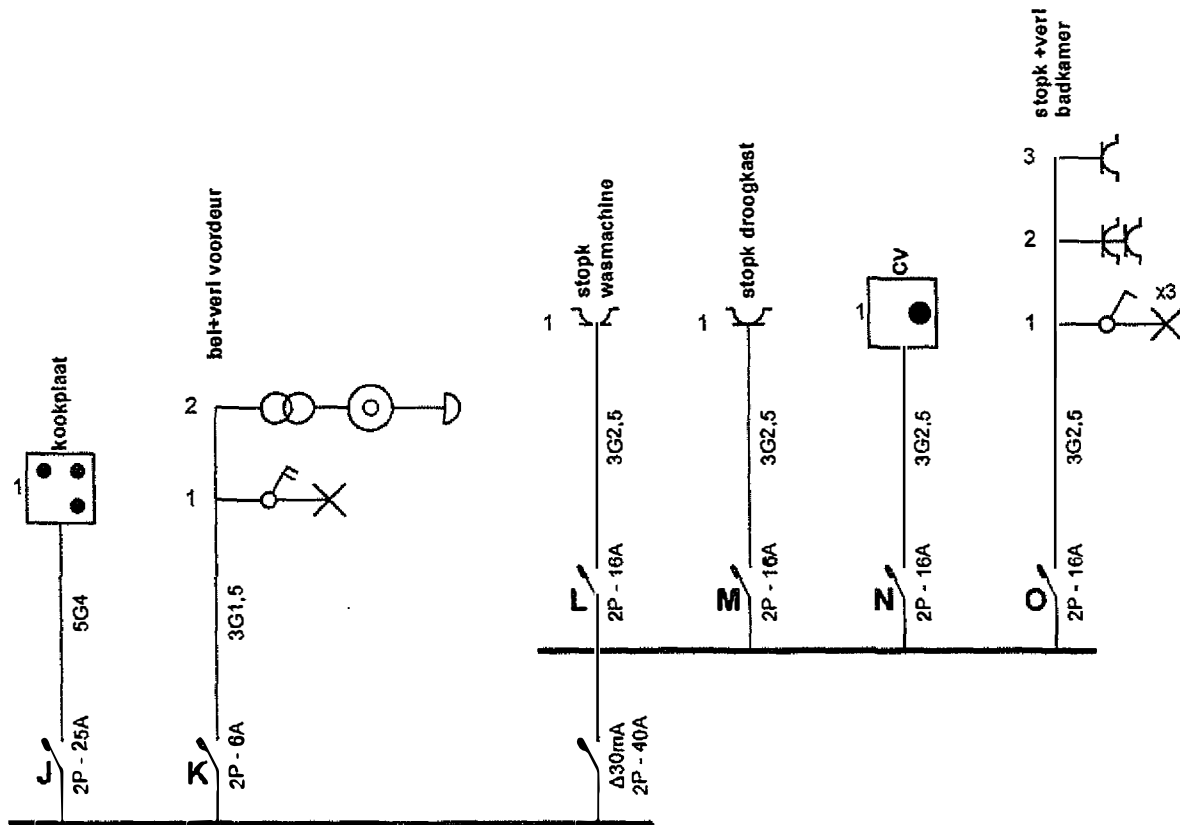 kookplaat
1
5G4
J
2P - 25A
bel+verl voordeur
2
1
3G1,5
K
2P - 6A
stopk
wasmachine
1
3G2,5
L
2P - 16A
Δ30mA
2P - 40A
stopk droogkast
1
3G2,5
M
2P - 16A
CV
1
3G2,5
N
2P - 16A
stopk +verl
badkamer
3
2
1
x3
3G2,5
O
2P - 16A